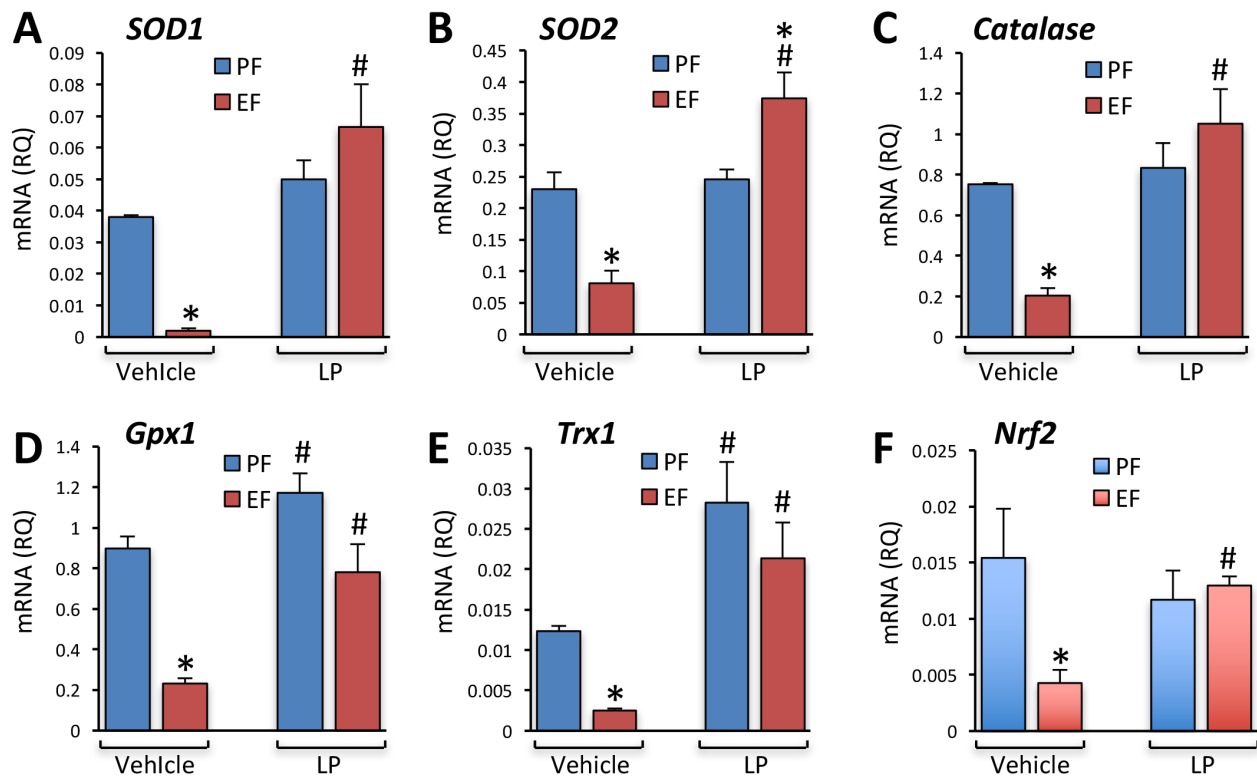 A SOD1
0.09
0.08
0.07
0.06
0.05
0.04
0.03
0.02
0.01
0
mRNA (RQ)
PF
EF
*
#
VehIcle LP
B SOD2
0.45
0.4
0.35
0.3
0.25
0.2
0.15
0.1
0.05
0
mRNA (RQ)
PF
EF
*
*
#
Vehicle LP
C Catalase
1.4
1.2
1
0.8
0.6
0.4
0.2
0
mRNA (RQ)
PF
EF
*
#
Vehicle LP
D Gpx1
1.4
1.2
1
0.8
0.6
0.4
0.2
0
mRNA (RQ)
PF
EF
*
#
#
VehIcle LP
E Trx1
0.035
0.03
0.025
0.02
0.015
0.01
0.005
0
mRNA (RQ)
PF
EF
*
#
#
Vehicle LP
F Nrf2
0.025
0.02
0.015
0.01
0.005
0
mRNA (RQ)
PF
EF
*
#
Vehicle LP